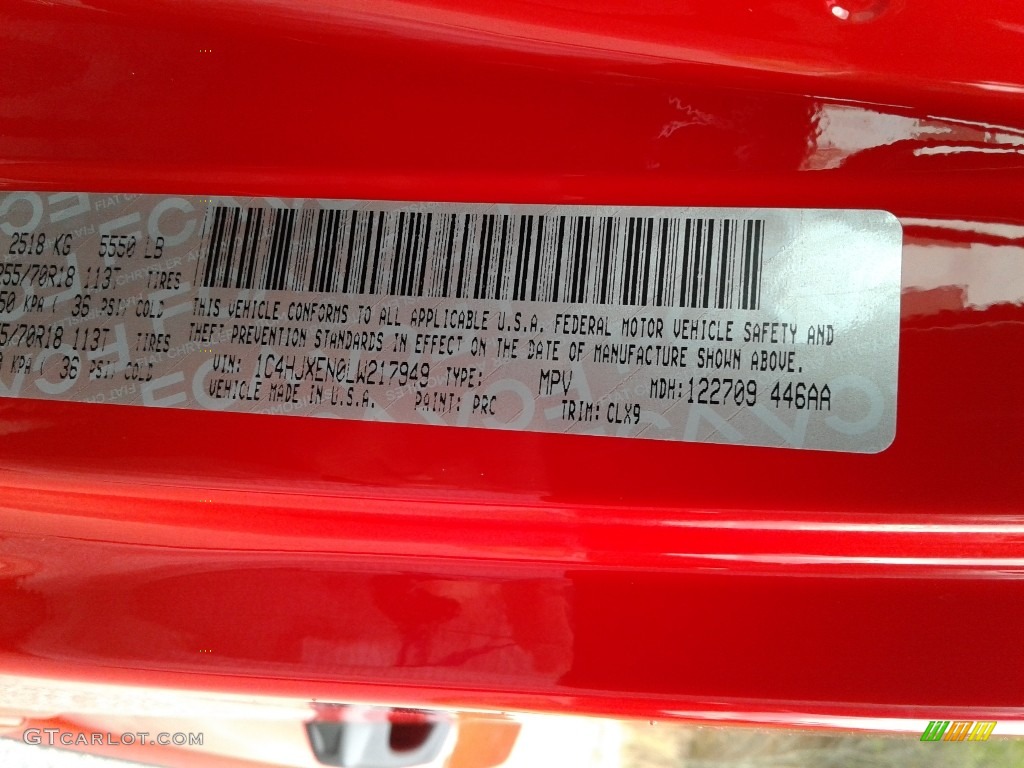 2518 KG 5550 LB
255/70R18 113T TIRES
50 KPA ( 36 PSI) COLD
5/70R18 113T TIRES
KPA ( 36 PSI) COLD
THIS VEHICLE CONFORMS TO ALL APPLICABLE U.S.A. FEDERAL MOTOR VEHICLE SAFETY AND
THEFT PREVENTION STANDARDS IN EFFECT ON THE DATE OF MANUFACTURE SHOWN ABOVE.
VIN: 1C4HJXEN0LW217949 TYPE: MPV MDH:122709 446AA
VEHICLE MADE IN U.S.A. PAINT: PRC TRIM: CLX9
GTCARLOT.COM